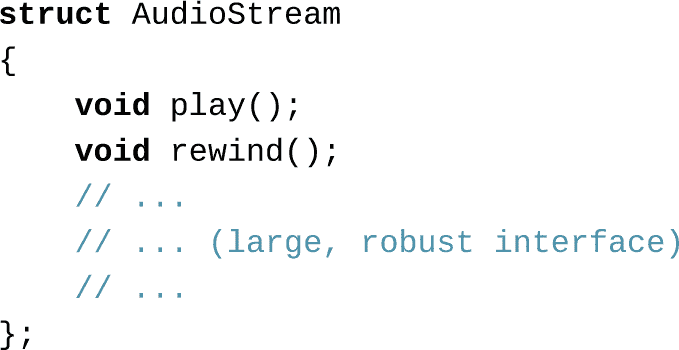 struct AudioStream
{
    void play();
    void rewind();
    // ...
    // ... (large, robust interface)
    // ...
};